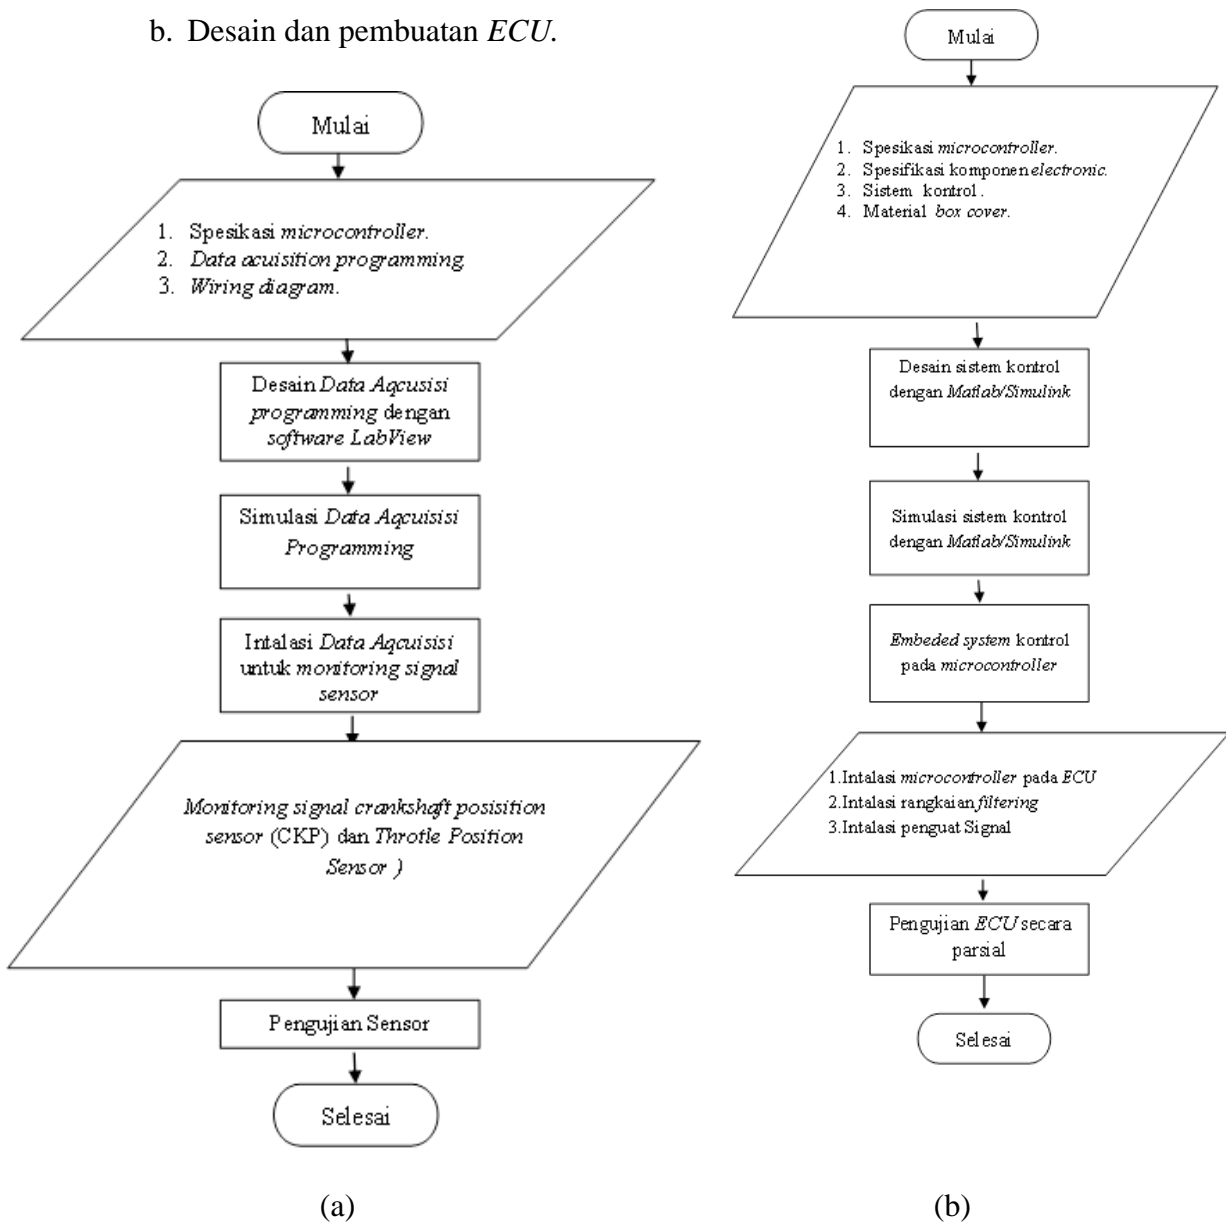 b. Desain dan pembuatan ECU.
Mulai
1. Spesikasi microcontroller.
2. Data acuisition programming
3. Wiring diagram.
Desain Data Aqcusisi
programming dengan
software LabView
Simulasi Data Aqcuisisi
Programming
Intalasi Data Aqcuisisi
untuk monitoring signal
sensor
Monitoring signal crankshaft posisition
sensor (CKP) dan Throtle Position
Sensor )
Pengujian Sensor
Selesai
(a)
Mulai
1. Spesikasi microcontroller.
2. Spesifikasi komponen electronic.
3. Sistem kontrol .
4. Material box cover.
Desain sistem kontrol
dengan Matlab/Simulink
Simulasi sistem kontrol
dengan Matlab/Simulink
Embeded system kontrol
pada microcontroller
1.Intalasi microcontroller pada ECU
2.Intalasi rangkaian filtering
3.Intalasi penguat Signal
Pengujian ECU secara
parsial
Selesai
(b)